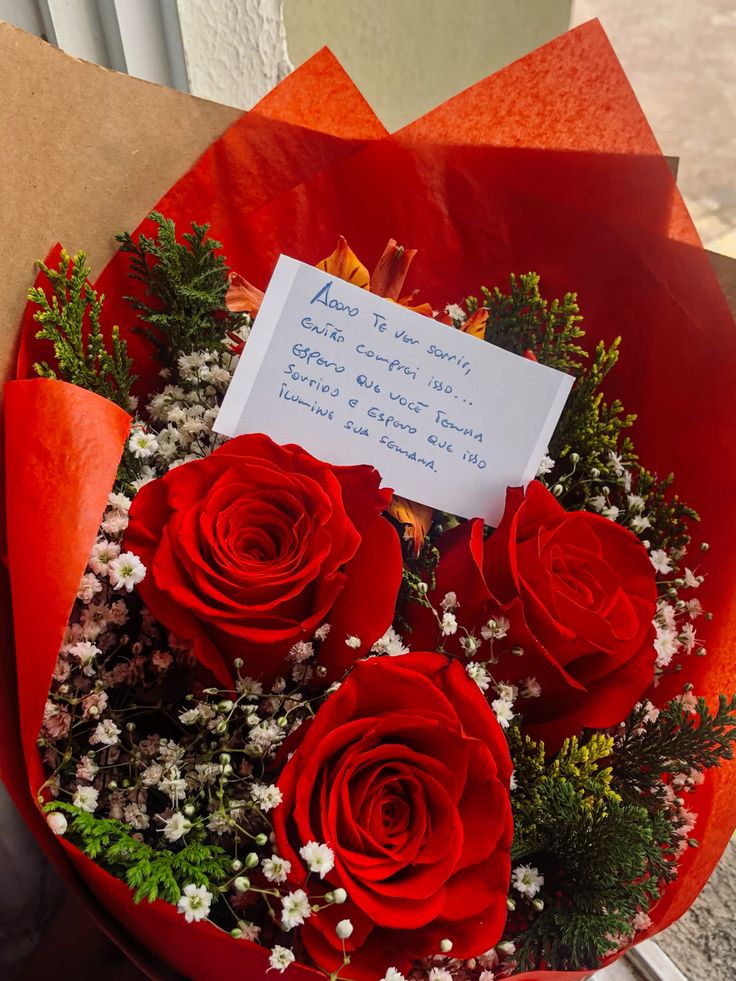 Adoro te ver sorrir,
então comprei isso...
espero que você tenha
sorrido e espero que isso
ilumine sua semana.